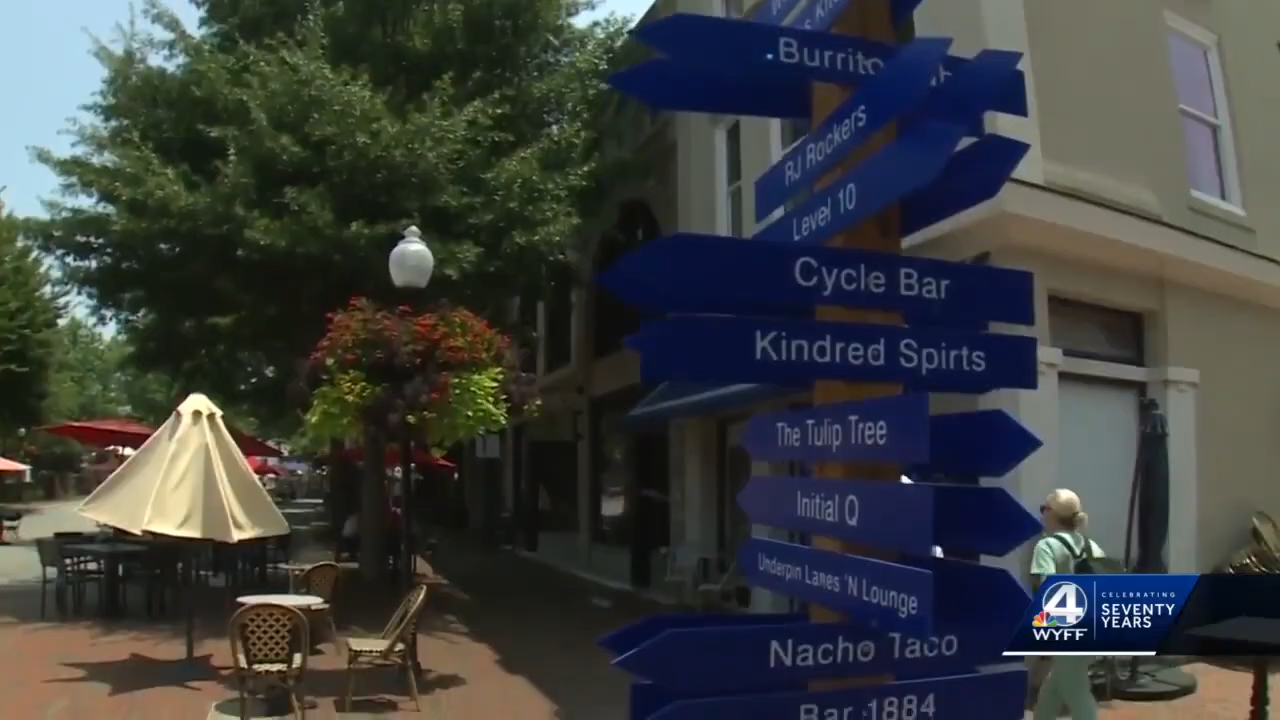 Burrito
RJ Rockers
Level 10
Cycle Bar
Kindred Spirts
The Tulip Tree
Initial Q
Underpin Lanes 'N Lounge
Nacho Taco
Bar 1884
4
WYFF
CELEBRATING
SEVENTY
YEARS